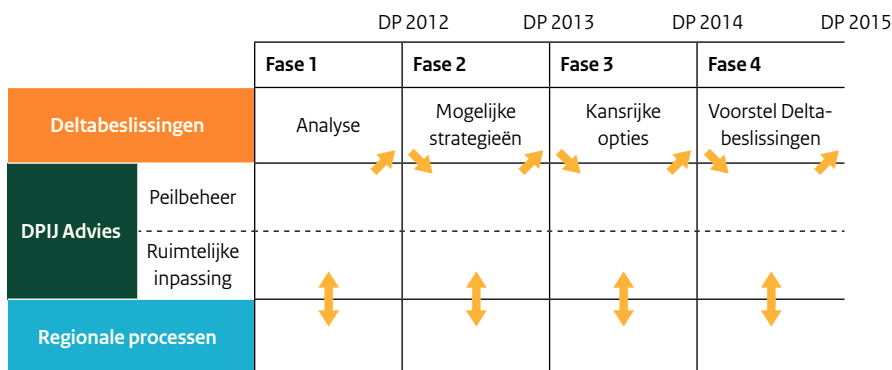 DP 2012 DP 2013 DP 2014 DP 2015
Fase 1 Fase 2 Fase 3 Fase 4
Deltabeslissingen
Analyse
Mogelijke
strategieën
Kansrijke
opties
Voorstel Delta-
beslissingen
DPIJ Advies
Peilbeheer
Ruimtelijke
inpassing
Regionale processen